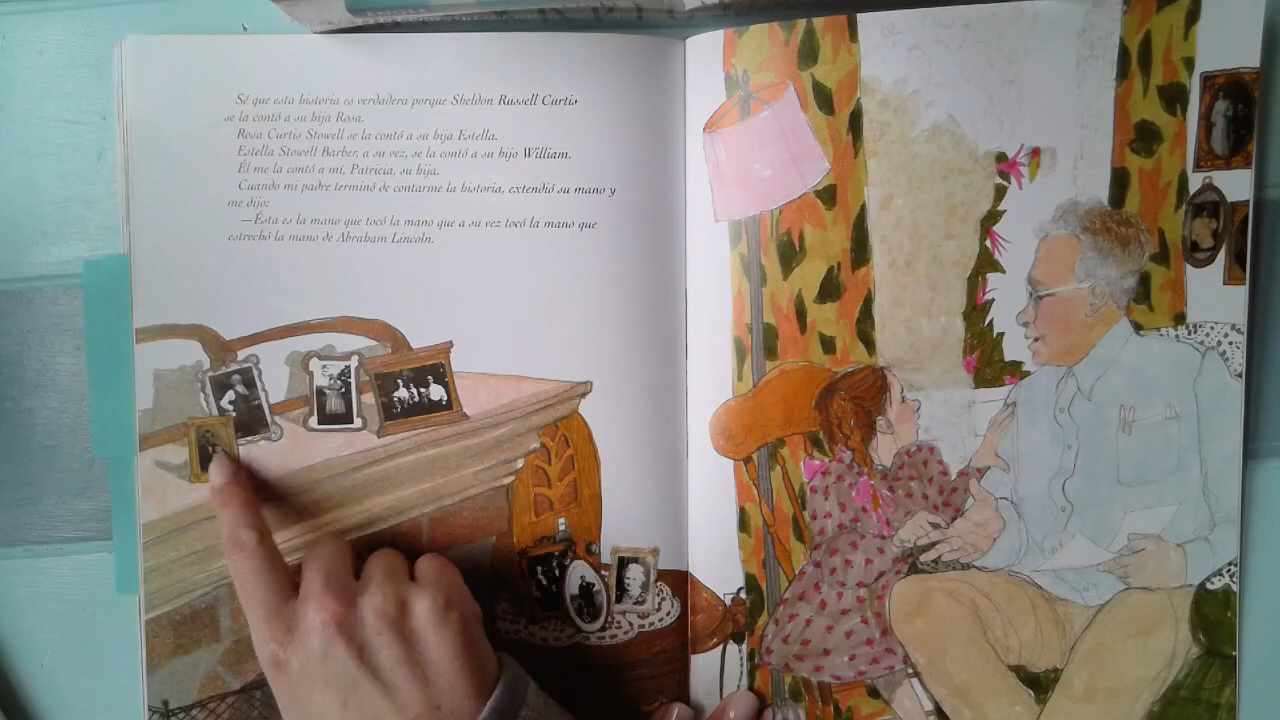 Sé que esta historia es verdadera porque Sheldon Russell Curtis
se la contó a su hija Rosa.
Rosa Curtis Stowell se la contó a su hija Estella.
Estella Stowell Barber, a su vez, se la contó a su hijo William.
Él me la contó a mí, Patricia, su hija.
Cuando mi padre terminó de contarme la historia, extendió su mano y
me dijo:
—Ésta es la mano que tocó la mano que a su vez tocó la mano que
estrechó la mano de Abraham Lincoln.